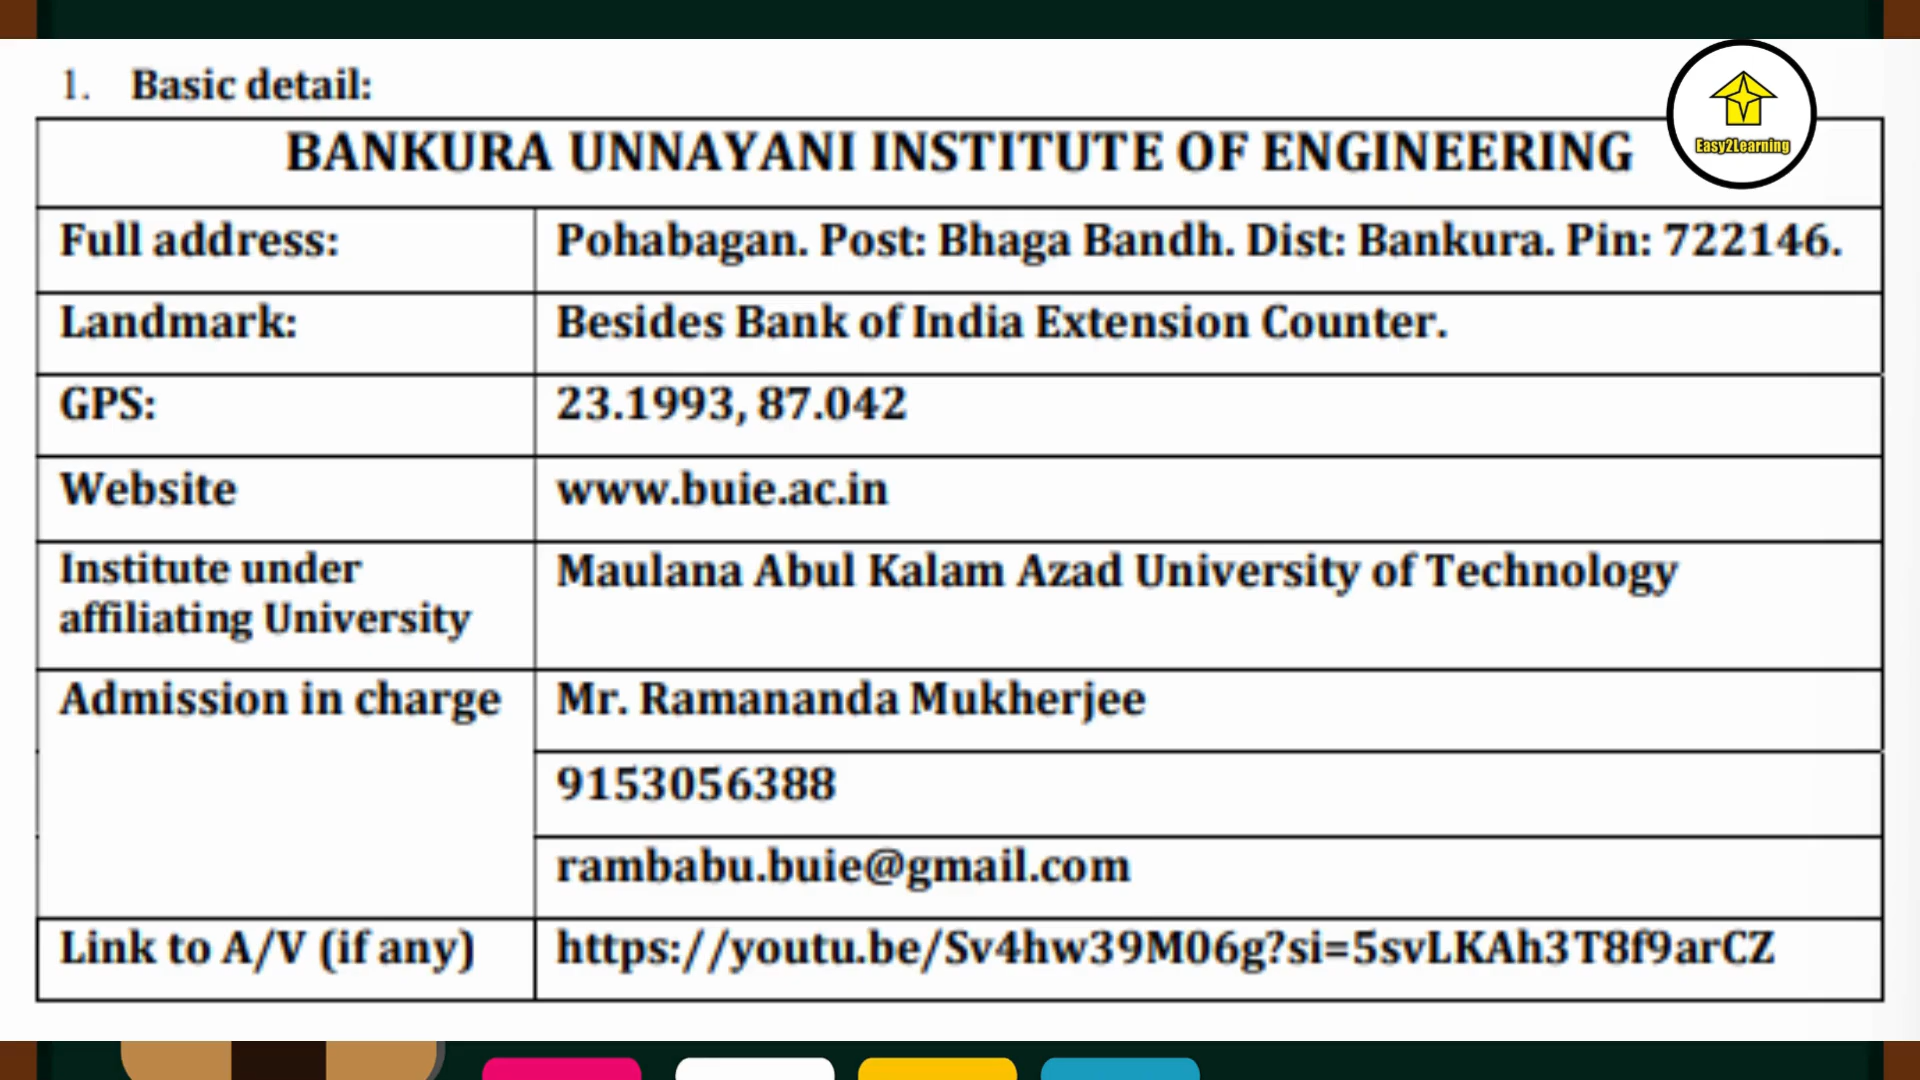 1. Basic detail:
Easy2Learning
BANKURA UNNAYANI INSTITUTE OF ENGINEERING
Full address: Pohabagan. Post: Bhaga Bandh. Dist: Bankura. Pin: 722146.
Landmark: Besides Bank of India Extension Counter.
GPS: 23.1993, 87.042
Website www.buie.ac.in
Institute under Maulana Abul Kalam Azad University of Technology
affiliating University
Admission in charge Mr. Ramananda Mukherjee
9153056388
rambabu.buie@gmail.com
Link to A/V (if any) https://youtu.be/Sv4hw39M06g?si=5svLKAh3T8f9arCZ